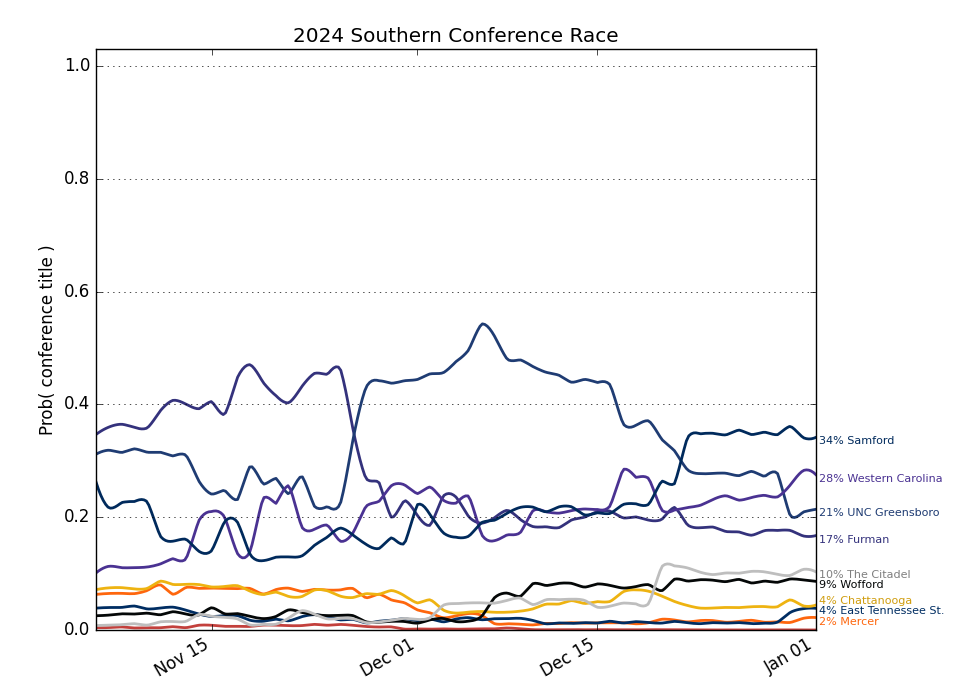 2024 Southern Conference Race
Prob( conference title )
1.0
0.8
0.6
0.4
0.2
0.0
Nov 15
Dec 01
Dec 15
Jan 01
34% Samford
28% Western Carolina
21% UNC Greensboro
17% Furman
10% The Citadel
9% Wofford
4% Chattanooga
4% East Tennessee St.
2% Mercer